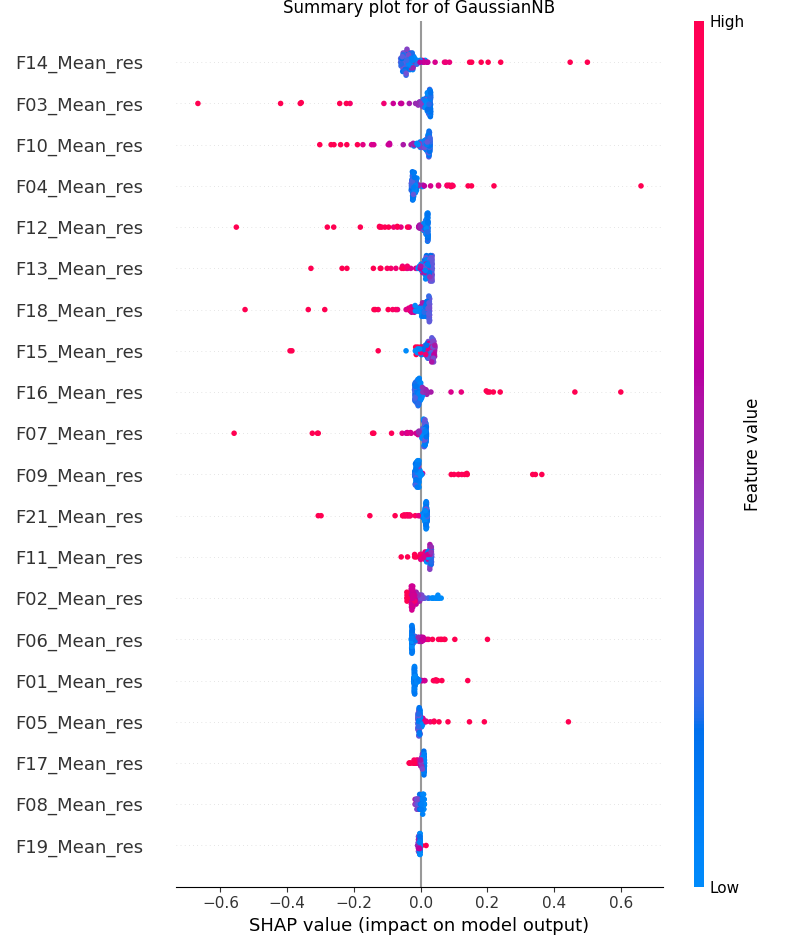 Summary plot for of GaussianNB
High
F14_Mean_res
F03_Mean_res
F10_Mean_res
F04_Mean_res
F12_Mean_res
F13_Mean_res
F18_Mean_res
F15_Mean_res
F16_Mean_res
F07_Mean_res
F09_Mean_res
F21_Mean_res
F11_Mean_res
F02_Mean_res
F06_Mean_res
F01_Mean_res
F05_Mean_res
F17_Mean_res
F08_Mean_res
F19_Mean_res
Feature value
Low
−0.6 −0.4 −0.2 0.0 0.2 0.4 0.6
SHAP value (impact on model output)